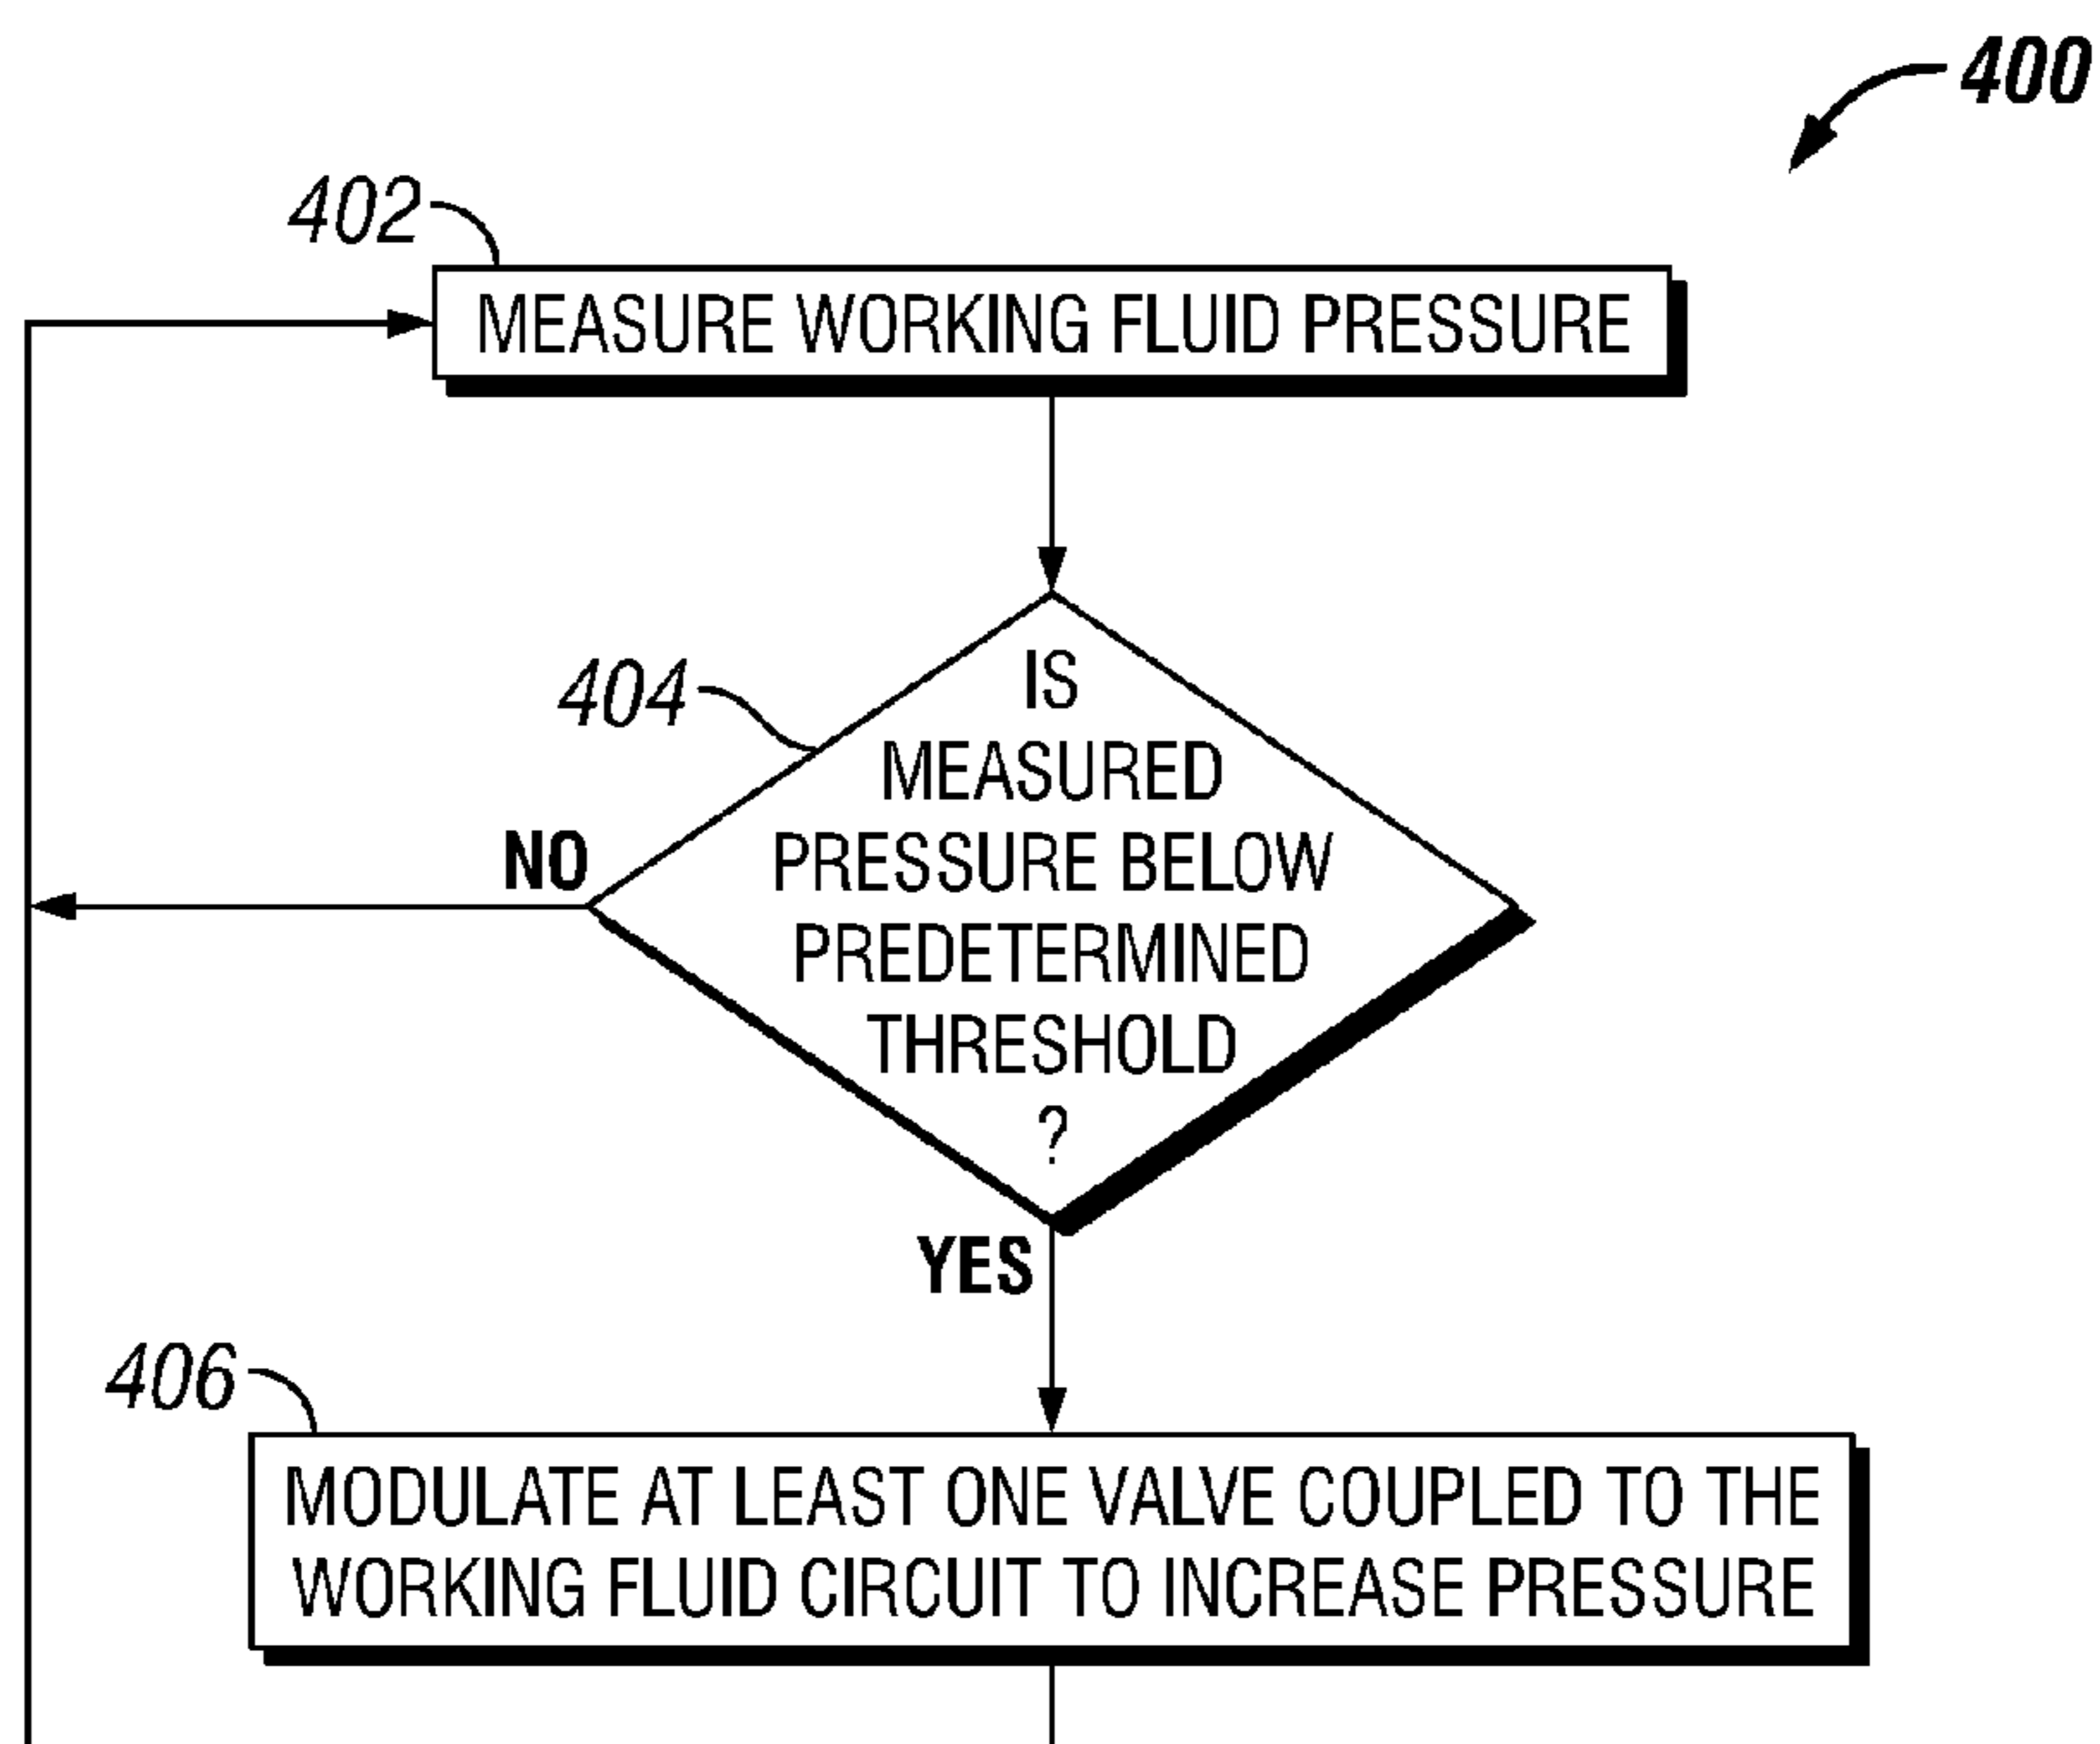 400
402
MEASURE WORKING FLUID PRESSURE
404
IS
MEASURED
PRESSURE BELOW
PREDETERMINED
THRESHOLD
?
NO
YES
406
MODULATE AT LEAST ONE VALVE COUPLED TO THE
WORKING FLUID CIRCUIT TO INCREASE PRESSURE